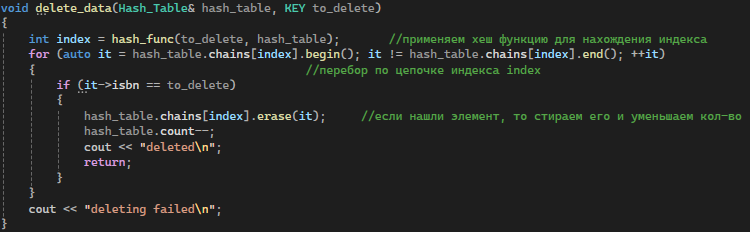 void delete_data(Hash_Table& hash_table, KEY to_delete)
{
    int index = hash_func(to_delete, hash_table);       //применяем хеш функцию для нахождения индекса
    for (auto it = hash_table.chains[index].begin(); it != hash_table.chains[index].end(); ++it)
    {                                       //перебор по цепочке индекса index
        if (it->isbn == to_delete)
        {
            hash_table.chains[index].erase(it);     //если нашли элемент, то стираем его и уменьшаем кол-во
            hash_table.count--;
            cout << "deleted\n";
            return;
        }
    }
    cout << "deleting failed\n";
}